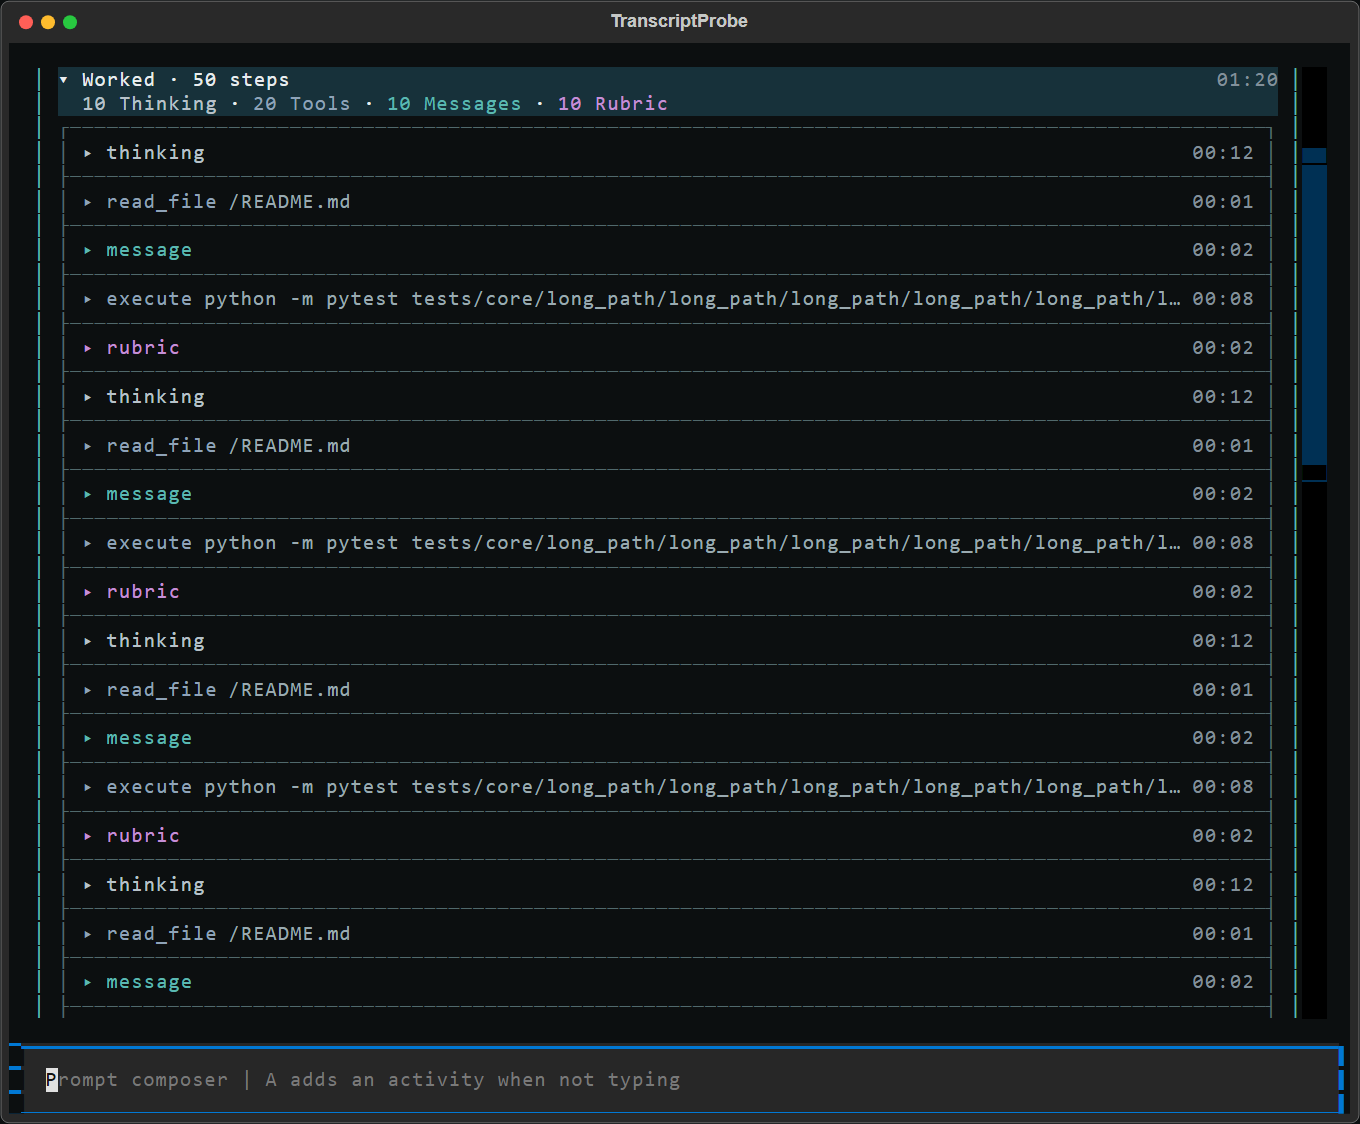 TranscriptProbe
▾ Worked · 50 steps 01:20
10 Thinking · 20 Tools · 10 Messages · 10 Rubric
▸ thinking 00:12
▸ read_file /README.md 00:01
▸ message 00:02
▸ execute python -m pytest tests/core/long_path/long_path/long_path/long_path/long_path/l… 00:08
▸ rubric 00:02
▸ thinking 00:12
▸ read_file /README.md 00:01
▸ message 00:02
▸ execute python -m pytest tests/core/long_path/long_path/long_path/long_path/long_path/l… 00:08
▸ rubric 00:02
▸ thinking 00:12
▸ read_file /README.md 00:01
▸ message 00:02
▸ execute python -m pytest tests/core/long_path/long_path/long_path/long_path/long_path/l… 00:08
▸ rubric 00:02
▸ thinking 00:12
▸ read_file /README.md 00:01
▸ message 00:02
Prompt composer | A adds an activity when not typing